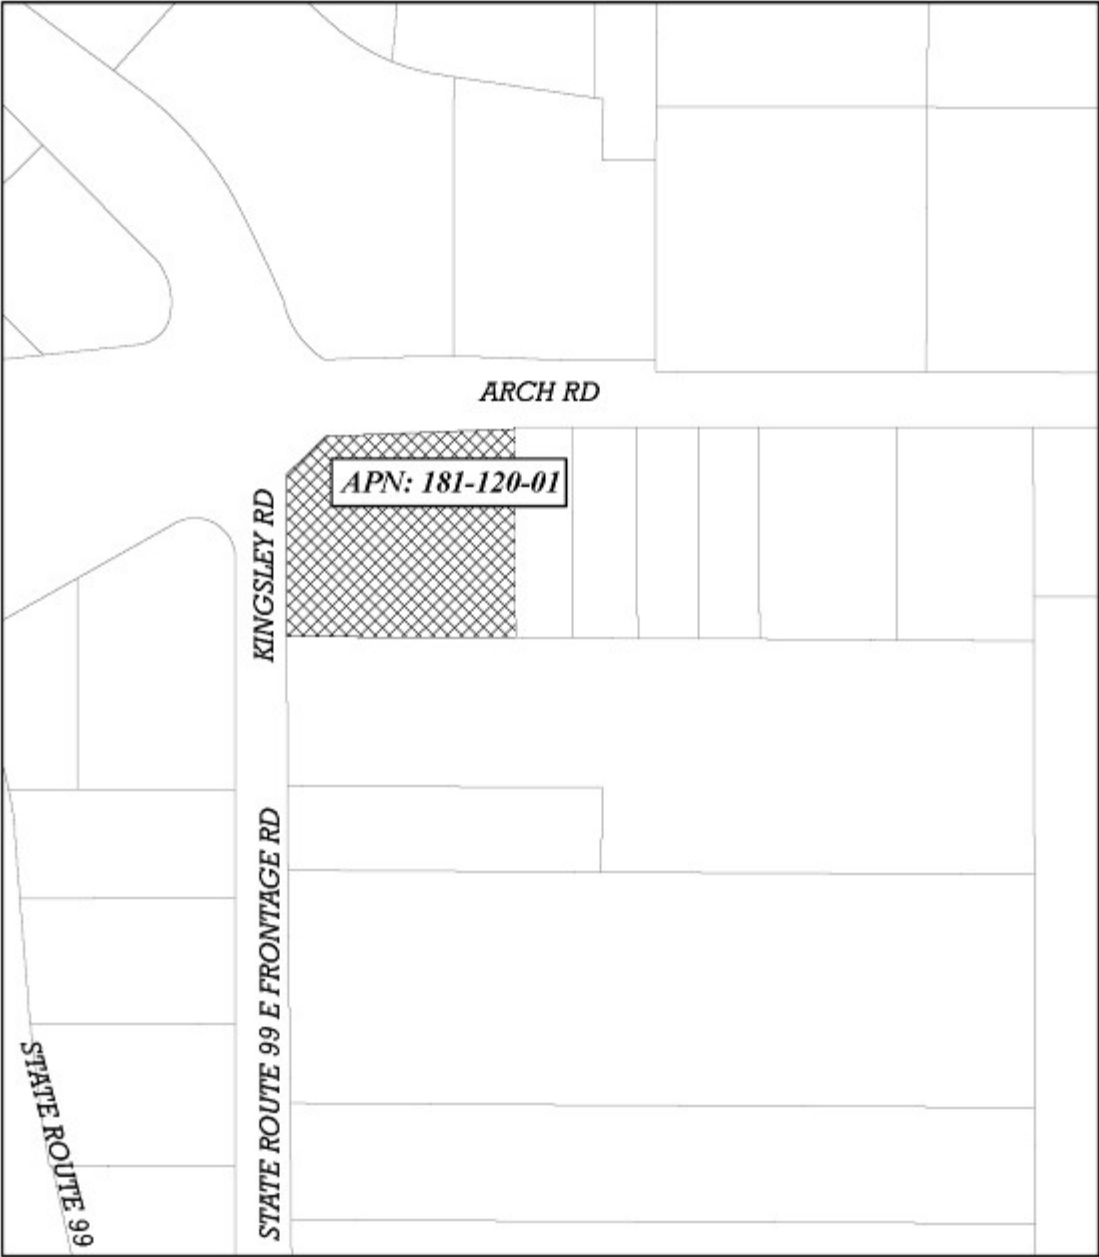 ARCH RD
APN: 181-120-01
KINGSLEY RD
STATE ROUTE 99 E FRONTAGE RD
STATE ROUTE 99